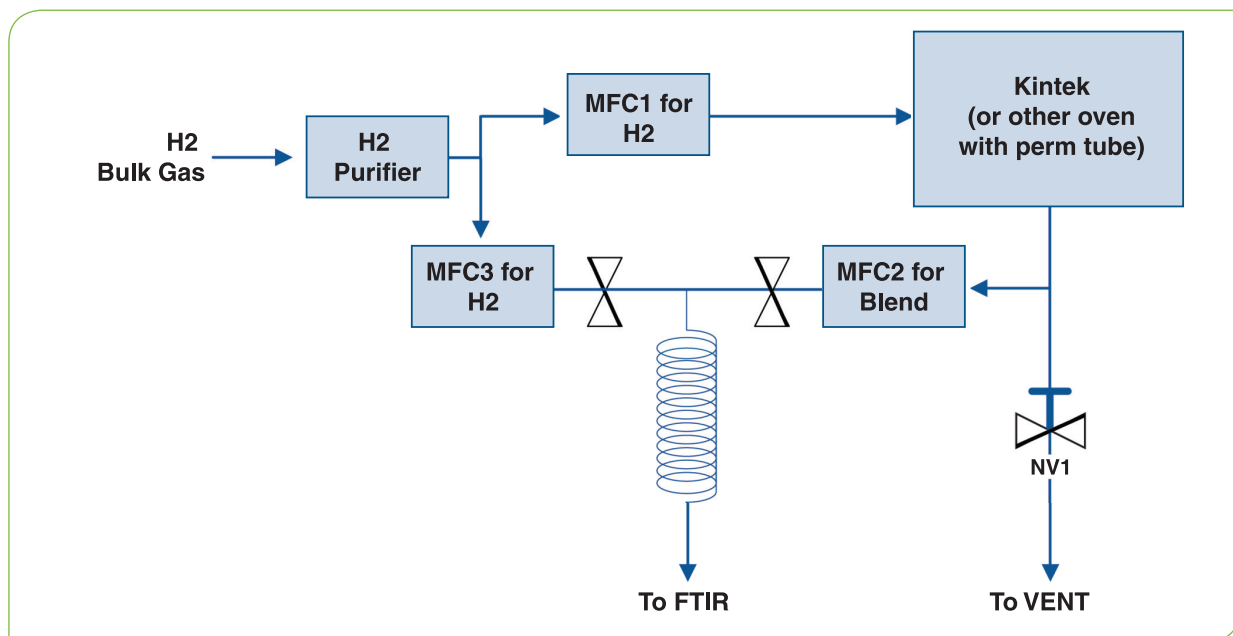 H2
Bulk Gas
H2
Purifier
MFC1 for
H2
Kintek
(or other oven
with perm tube)
MFC3 for
H2
MFC2 for
Blend
NV1
To FTIR
To VENT